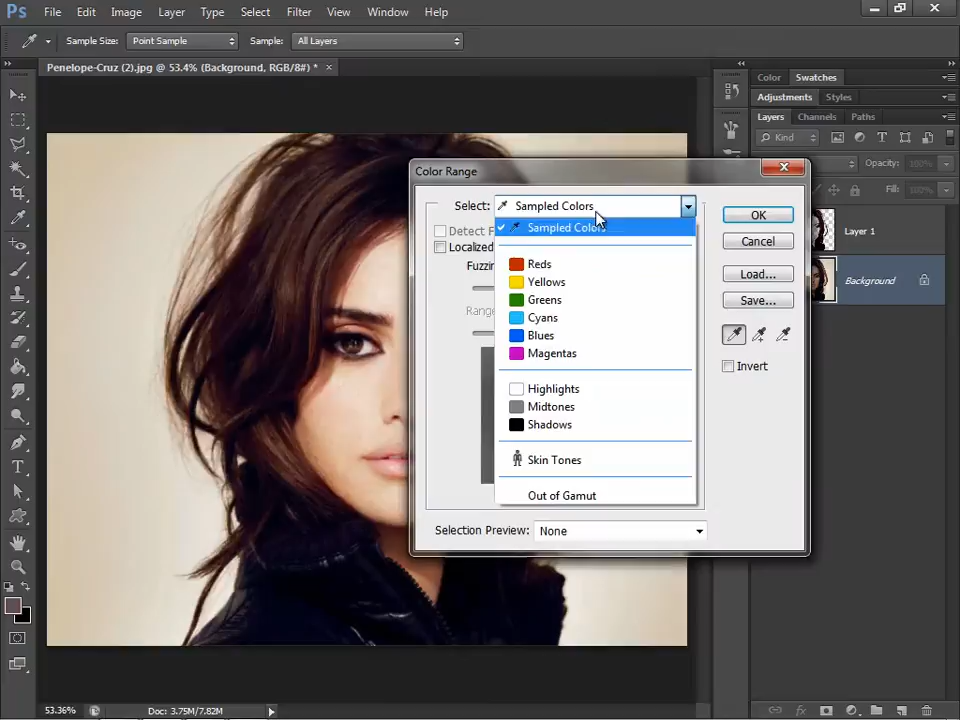 Ps File Edit Image Layer Type Select Filter View Window Help
Sample Size: Point Sample Sample: All Layers
Penelope-Cruz (2).jpg @ 53.4% (Background, RGB/8#) * ×
Color Swatches
Adjustments Styles
Layers Channels Paths
Kind
Opacity: 100%
Fill: 100%
Layer 1
Background
Color Range
Select: Sampled Colors
Sampled Colors
Detect F
Localized
Fuzzin
Range
Reds
Yellows
Greens
Cyans
Blues
Magentas
Highlights
Midtones
Shadows
Skin Tones
Out of Gamut
Selection Preview: None
OK
Cancel
Load...
Save...
Invert
53.36% Doc: 3.75M/7.82M